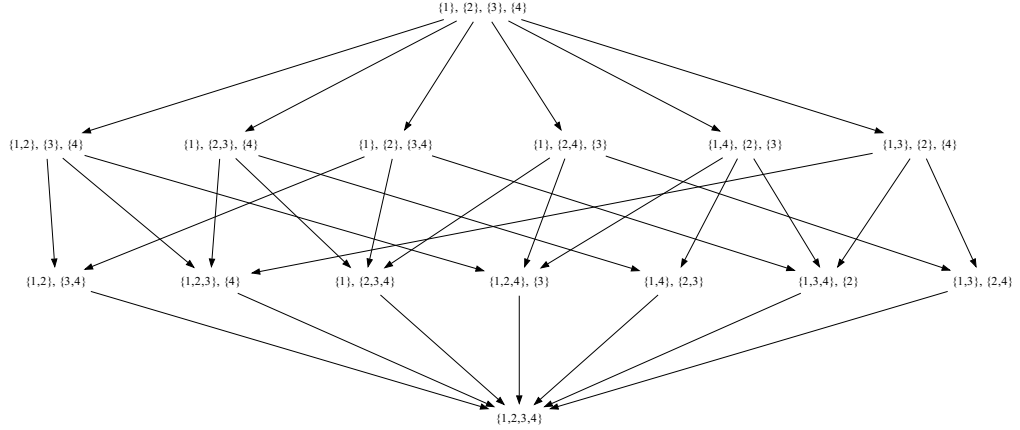 {1}, {2}, {3}, {4}
{1,2}, {3}, {4}
{1}, {2,3}, {4}
{1}, {2}, {3,4}
{1}, {2,4}, {3}
{1,4}, {2}, {3}
{1,3}, {2}, {4}
{1,2}, {3,4}
{1,2,3}, {4}
{1}, {2,3,4}
{1,2,4}, {3}
{1,4}, {2,3}
{1,3,4}, {2}
{1,3}, {2,4}
{1,2,3,4}